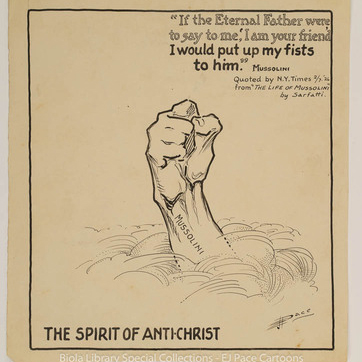 "If the Eternal Father were
to say to me, 'I am your friend
I would put up my fists
to him." MUSSOLINI
Quoted by N.Y. Times
from "THE LIFE OF MUSSOLINI"
by Sarfatti.
MUSSOLINI
Pace
THE SPIRIT OF ANTI-CHRIST
Biola Library Special Collections - EJ Pace Cartoons